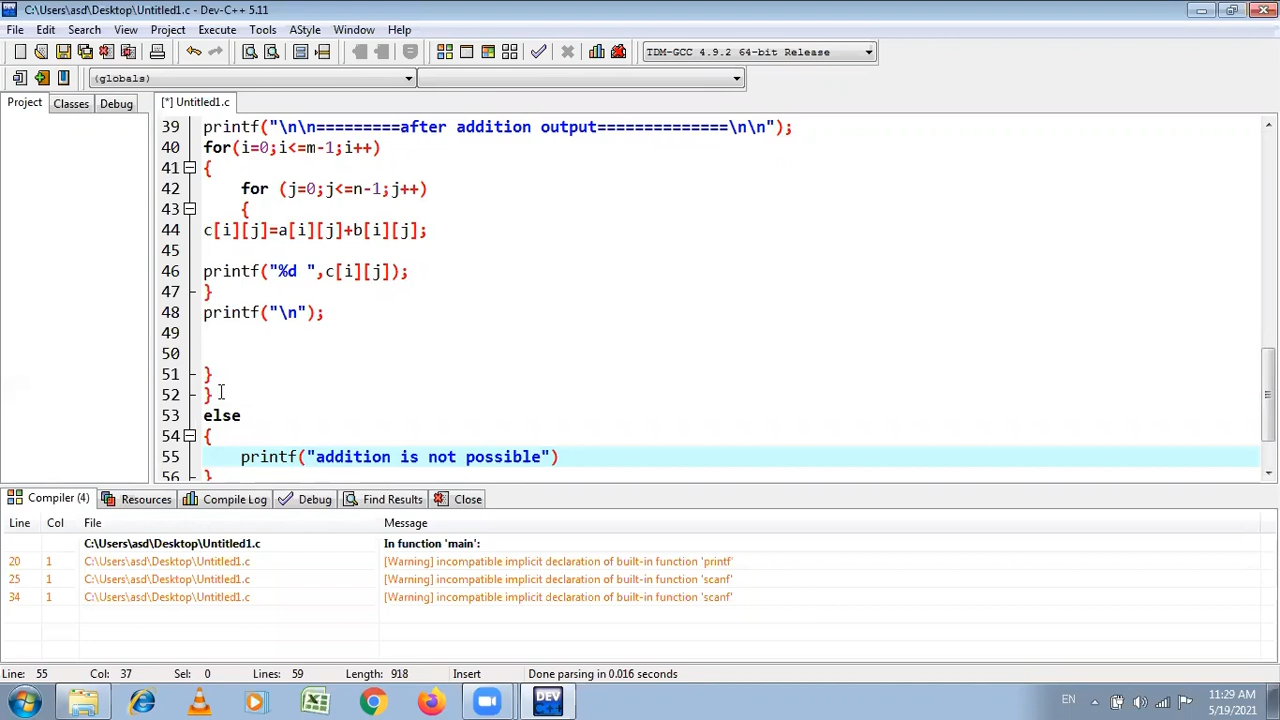 C:\Users\asd\Desktop\Untitled1.c - Dev-C++ 5.11
File Edit Search View Project Execute Tools AStyle Window Help
TDM-GCC 4.9.2 64-bit Release
(globals)
Project Classes Debug [*] Untitled1.c
39 printf("\n\n=========after addition output==============\n\n");
40 for(i=0;i<=m-1;i++)
41 {
42 for (j=0;j<=n-1;j++)
43 {
44 c[i][j]=a[i][j]+b[i][j];
45
46 printf("%d ",c[i][j]);
47 }
48 printf("\n");
49
50
51 }
52 }
53 else
54 {
55 printf("addition is not possible")
56 }
Compiler (4) Resources Compile Log Debug Find Results Close
Line Col File Message
C:\Users\asd\Desktop\Untitled1.c In function 'main':
20 1 C:\Users\asd\Desktop\Untitled1.c [Warning] incompatible implicit declaration of built-in function 'printf'
25 1 C:\Users\asd\Desktop\Untitled1.c [Warning] incompatible implicit declaration of built-in function 'scanf'
34 1 C:\Users\asd\Desktop\Untitled1.c [Warning] incompatible implicit declaration of built-in function 'scanf'
Line: 55 Col: 37 Sel: 0 Lines: 59 Length: 918 Insert Done parsing in 0.016 seconds
DEV
EN
11:29 AM
5/19/2021